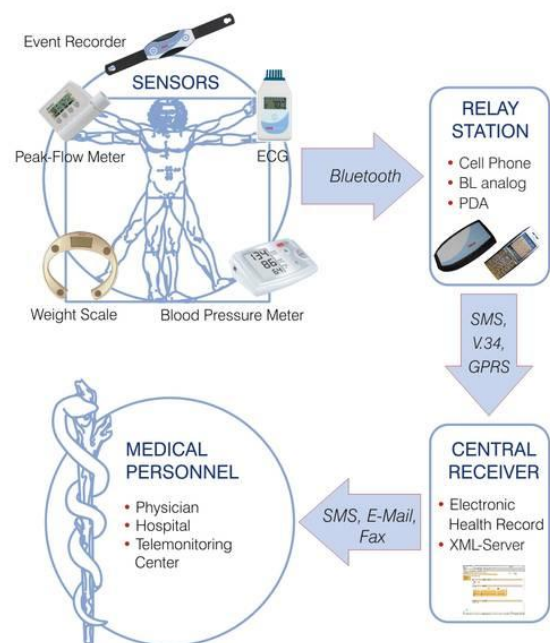 Event Recorder
SENSORS
Peak-Flow Meter
ECG
Weight Scale
Blood Pressure Meter
Bluetooth
RELAY
STATION
• Cell Phone
• BL analog
• PDA
SMS,
V.34,
GPRS
CENTRAL
RECEIVER
• Electronic
Health Record
• XML-Server
SMS, E-Mail,
Fax
MEDICAL
PERSONNEL
• Physician
• Hospital
• Telemonitoring
Center